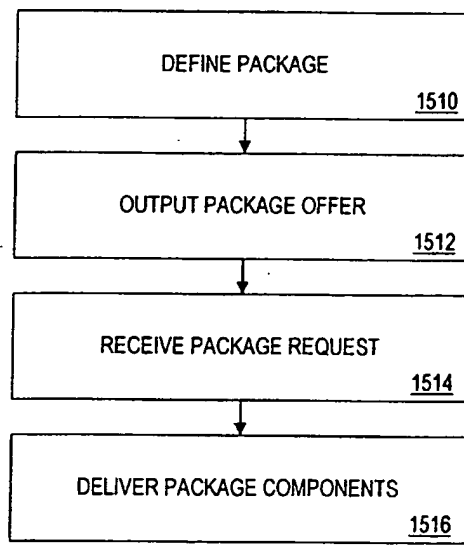 DEFINE PACKAGE
1510
OUTPUT PACKAGE OFFER
1512
RECEIVE PACKAGE REQUEST
1514
DELIVER PACKAGE COMPONENTS
1516